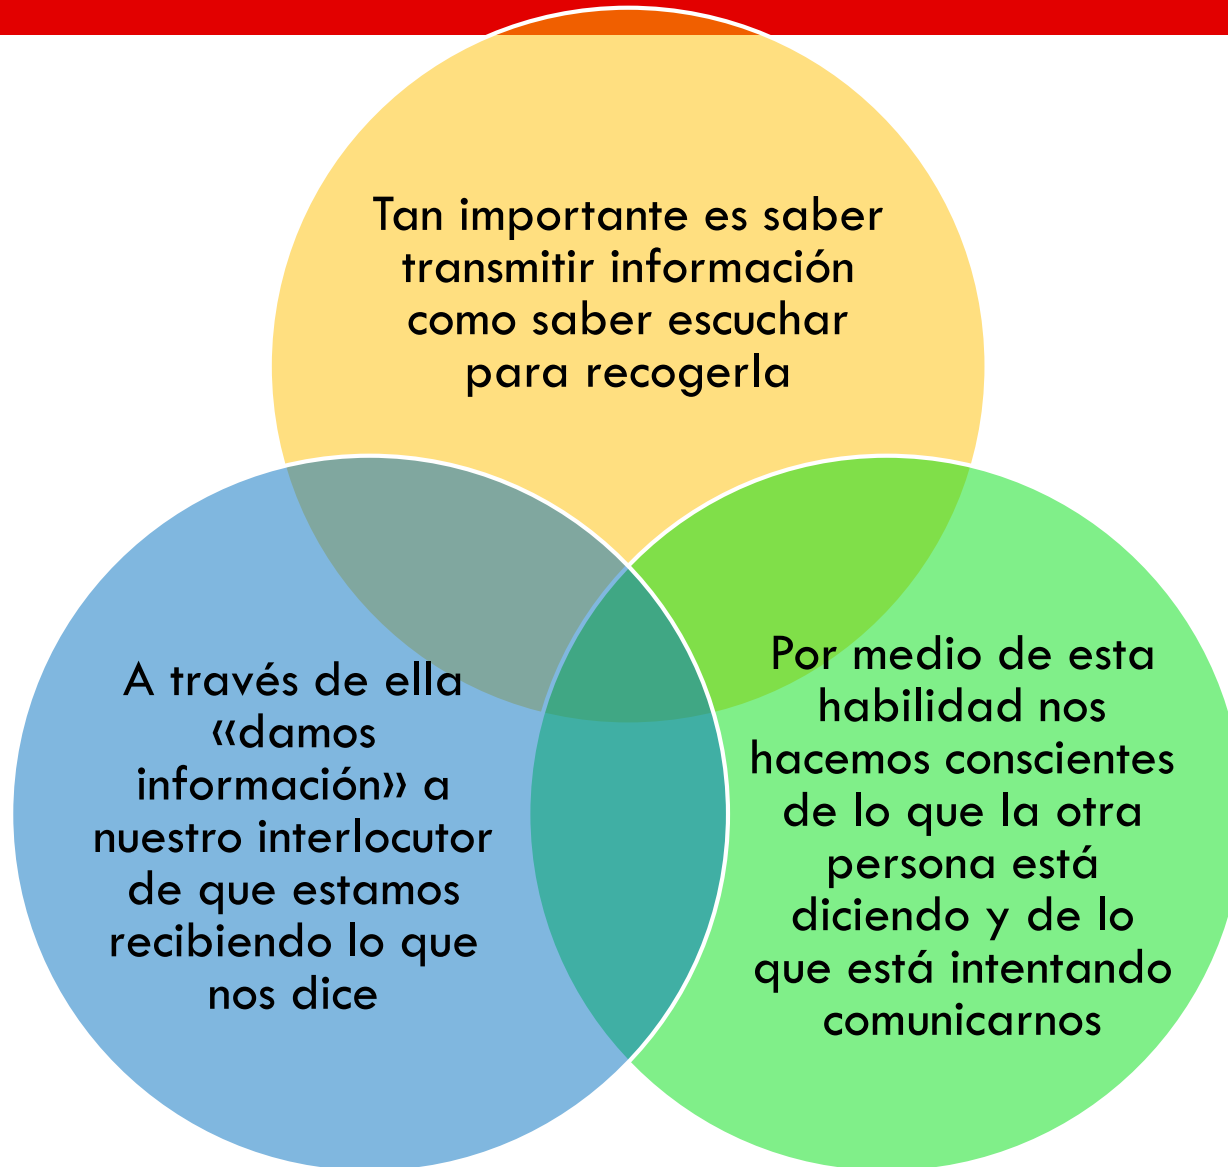 Tan importante es saber
transmitir información
como saber escuchar
para recogerla
A través de ella
«damos
información» a
nuestro interlocutor
de que estamos
recibiendo lo que
nos dice
Por medio de esta
habilidad nos
hacemos conscientes
de lo que la otra
persona está
diciendo y de lo
que está intentando
comunicarnos